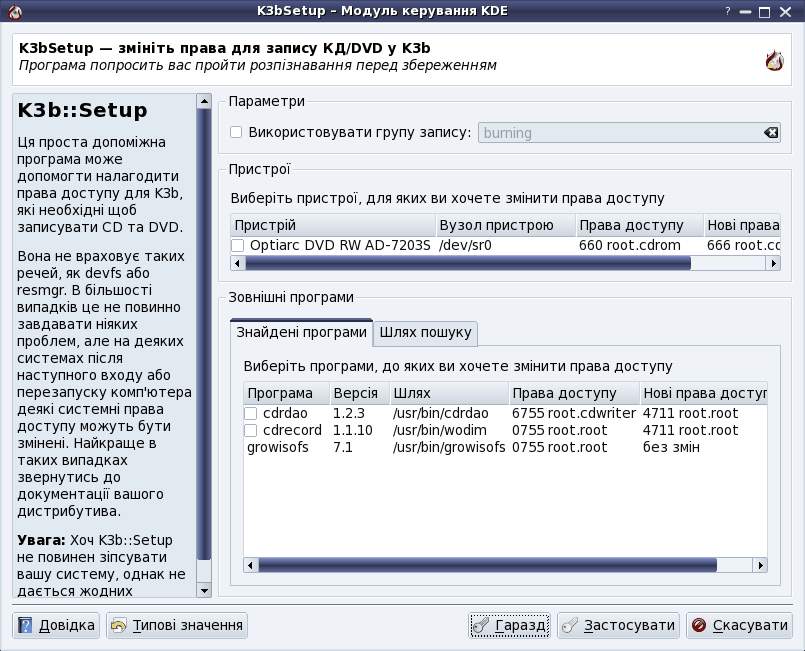 K3bSetup – Модуль керування KDE
K3bSetup — змініть права для запису КД/DVD у K3b
Програма попросить вас пройти розпізнавання перед збереженням
K3b::Setup
Ця проста допоміжна
програма може
допомогти налагодити
права доступу для K3b,
які необхідні щоб
записувати CD та DVD.
Вона не враховує таких
речей, як devfs або
resmgr. В більшості
випадків це не повинно
завдавати ніяких
проблем, але на деяких
системах після
наступного входу або
перезапуску комп'ютера
деякі системні права
доступу можуть бути
змінені. Найкраще в
таких випадках
звернутись до
документації вашого
дистрибутива.
Увага: Хоч K3b::Setup
не повинен зіпсувати
вашу систему, однак не
дається жодних
Параметри
Використовувати групу запису: burning
Пристрої
Виберіть пристрої, для яких ви хочете змінити права доступу
Пристрій Вузол пристрою Права доступу Нові права
Optiarc DVD RW AD-7203S /dev/sr0 660 root.cdrom 666 root.cd
Зовнішні програми
Знайдені програми Шлях пошуку
Виберіть програми, до яких ви хочете змінити права доступу
Програма Версія Шлях Права доступу Нові права доступ
cdrdao 1.2.3 /usr/bin/cdrdao 6755 root.cdwriter 4711 root.root
cdrecord 1.1.10 /usr/bin/wodim 0755 root.root 4711 root.root
growisofs 7.1 /usr/bin/growisofs 0755 root.root без змін
Довідка Типові значення Гаразд Застосувати Скасувати